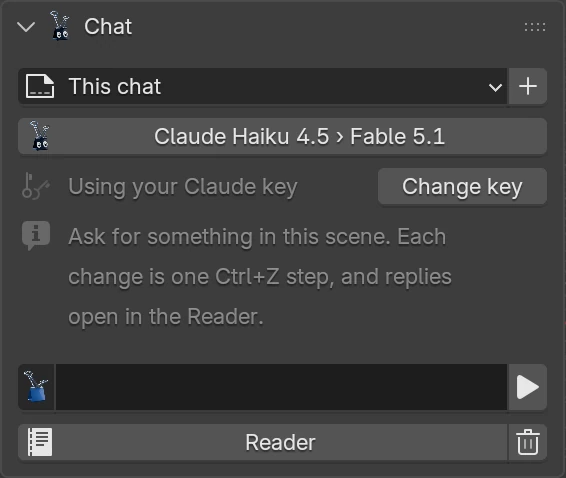 Chat
This chat
Claude Haiku 4.5 › Fable 5.1
Using your Claude key
Change key
Ask for something in this scene. Each
change is one Ctrl+Z step, and replies
open in the Reader.
Reader